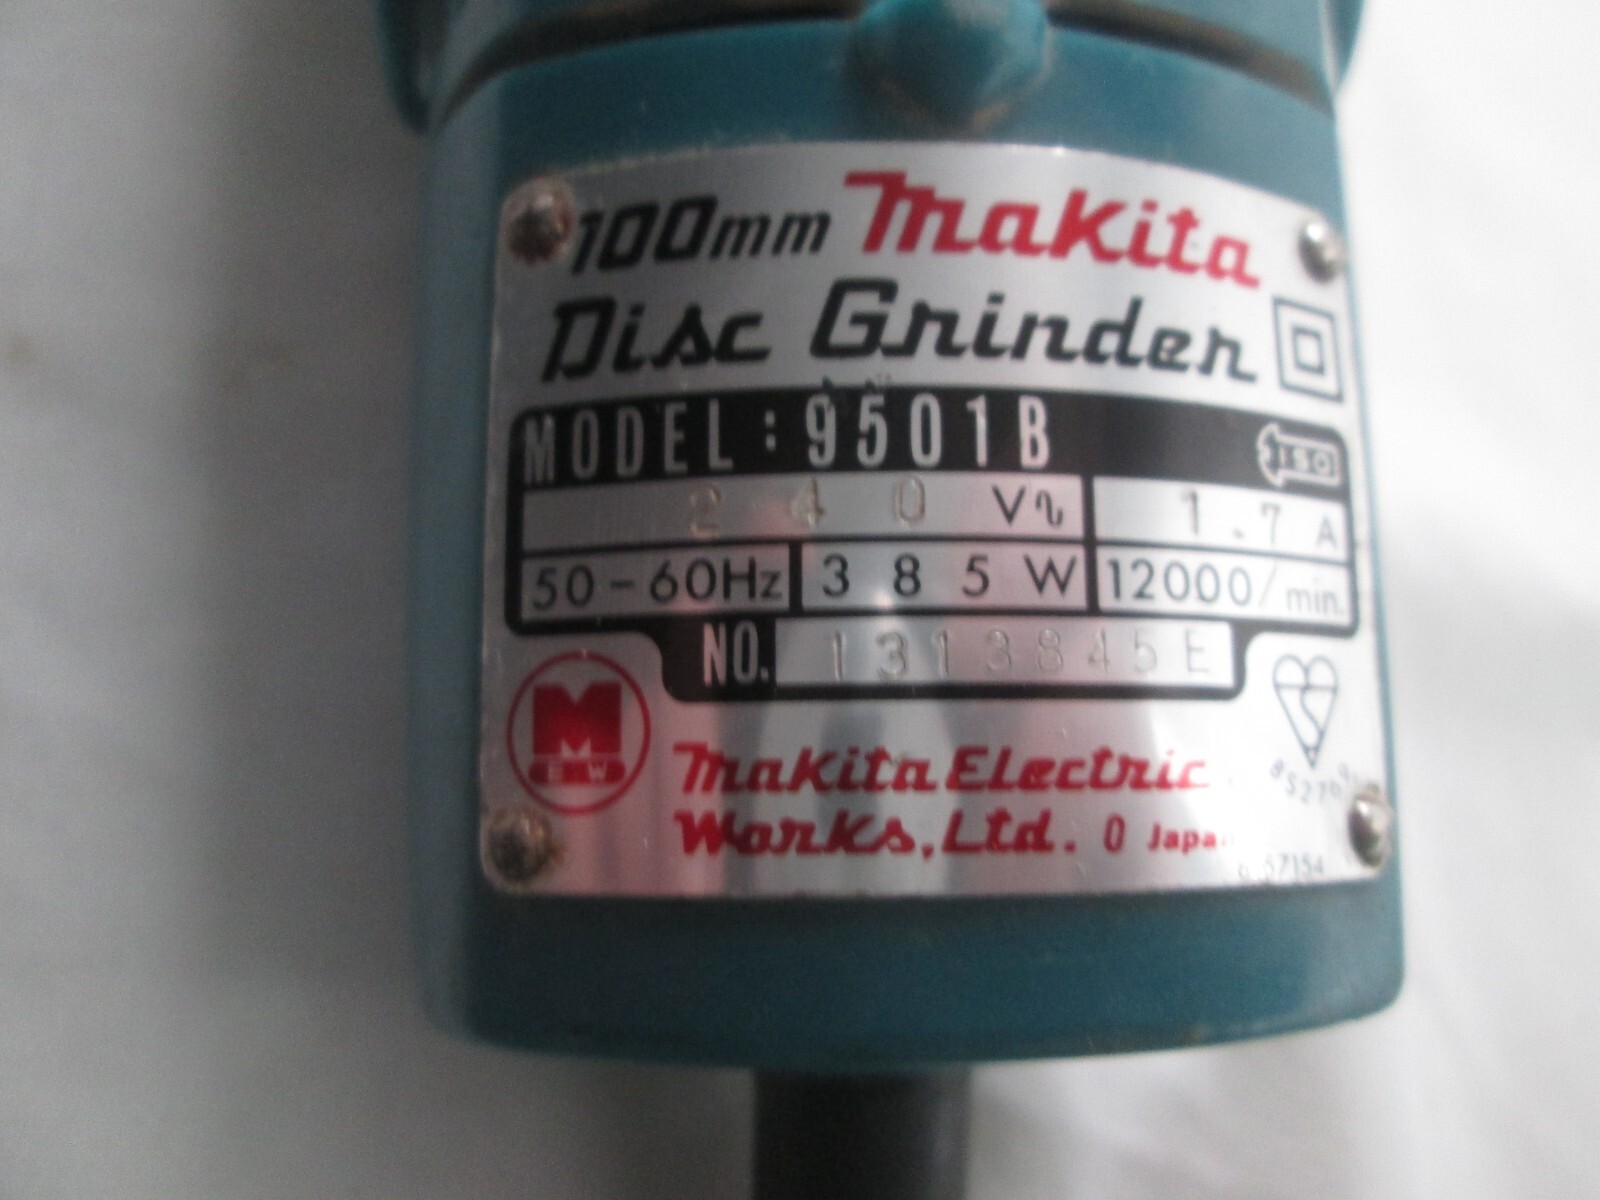 100mm Makita
Disc Grinder
MODEL: 9501B
ISO
240 V~ 1.7 A
50-60Hz 385 W 12000/min.
NO. 1313845E
M
E W
Makita Electric
Works, Ltd. 0